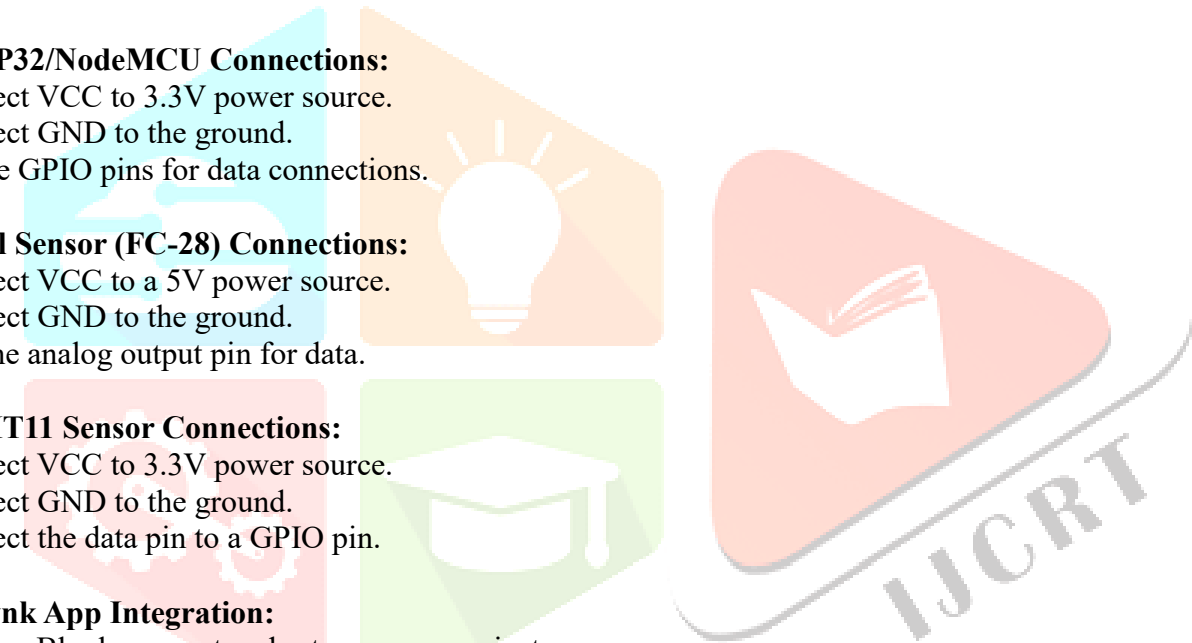 P32/NodeMCU Connections:
ect VCC to 3.3V power source.
ect GND to the ground.
e GPIO pins for data connections.
l Sensor (FC-28) Connections:
ect VCC to a 5V power source.
ect GND to the ground.
ne analog output pin for data.
IT11 Sensor Connections:
ect VCC to 3.3V power source.
ect GND to the ground.
ect the data pin to a GPIO pin.
ynk App Integration:
IJCRT